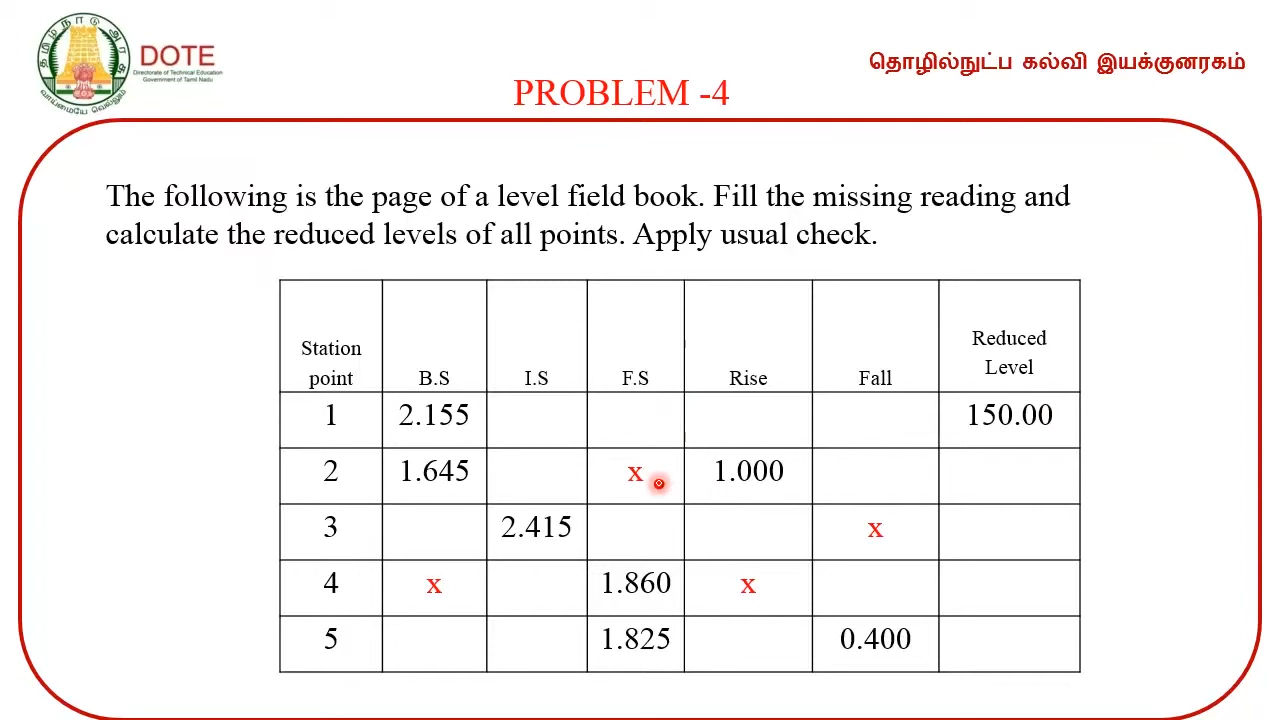 தமிழ்நாடு அரசு
வாய்மையே வெல்லும்
DOTE
Directorate of Technical Education
Government of Tamil Nadu
தொழில்நுட்ப கல்வி இயக்குனரகம்
PROBLEM -4
The following is the page of a level field book. Fill the missing reading and
calculate the reduced levels of all points. Apply usual check.
Station point B.S I.S F.S Rise Fall Reduced Level
1 2.155 150.00
2 1.645 x 1.000
3 2.415 x
4 x 1.860 x
5 1.825 0.400